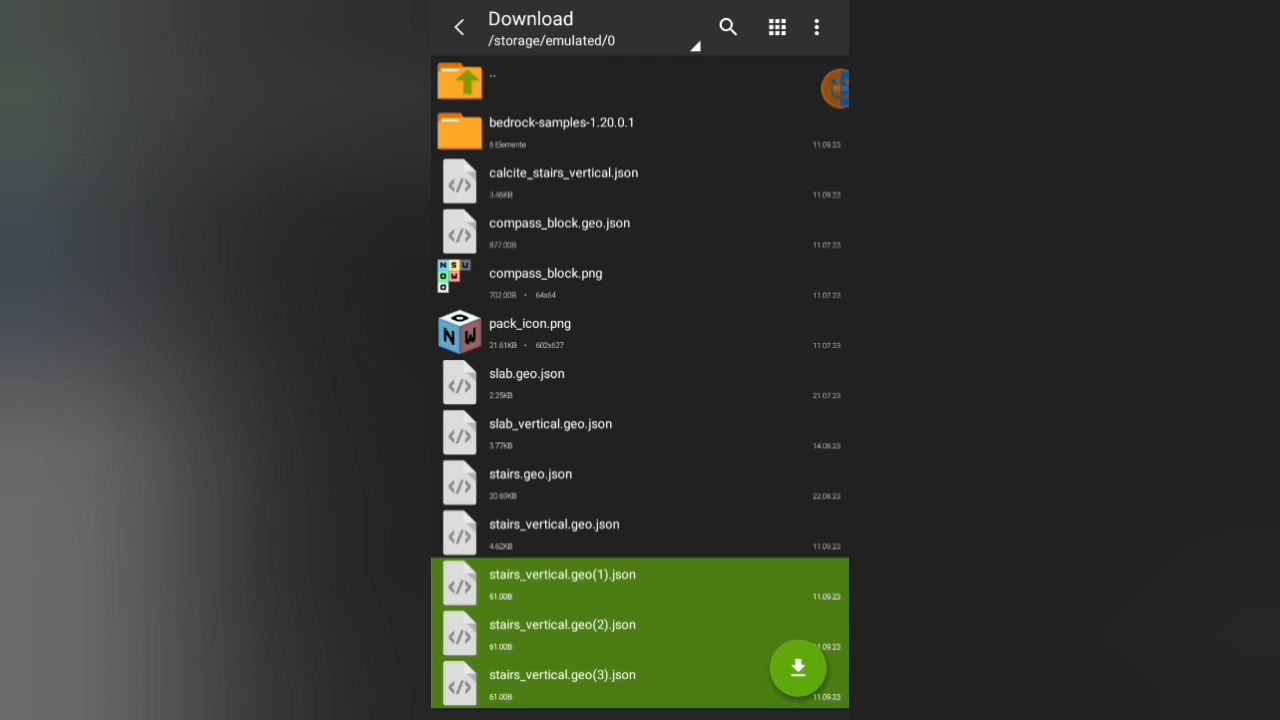 Download
/storage/emulated/0
..
bedrock-samples-1.20.0.1
6 Elemente
11.09.23
calcite_stairs_vertical.json
3.46KB
11.09.23
compass_block.geo.json
877.00B
11.07.23
compass_block.png
702.00B • 64x64
11.07.23
pack_icon.png
21.61KB • 602x627
11.07.23
slab.geo.json
2.25KB
21.07.23
slab_vertical.geo.json
3.77KB
14.08.23
stairs.geo.json
30.69KB
22.08.23
stairs_vertical.geo.json
4.62KB
11.09.23
stairs_vertical.geo(1).json
61.00B
11.09.23
stairs_vertical.geo(2).json
61.00B
11.09.23
stairs_vertical.geo(3).json
61.00B
11.09.23